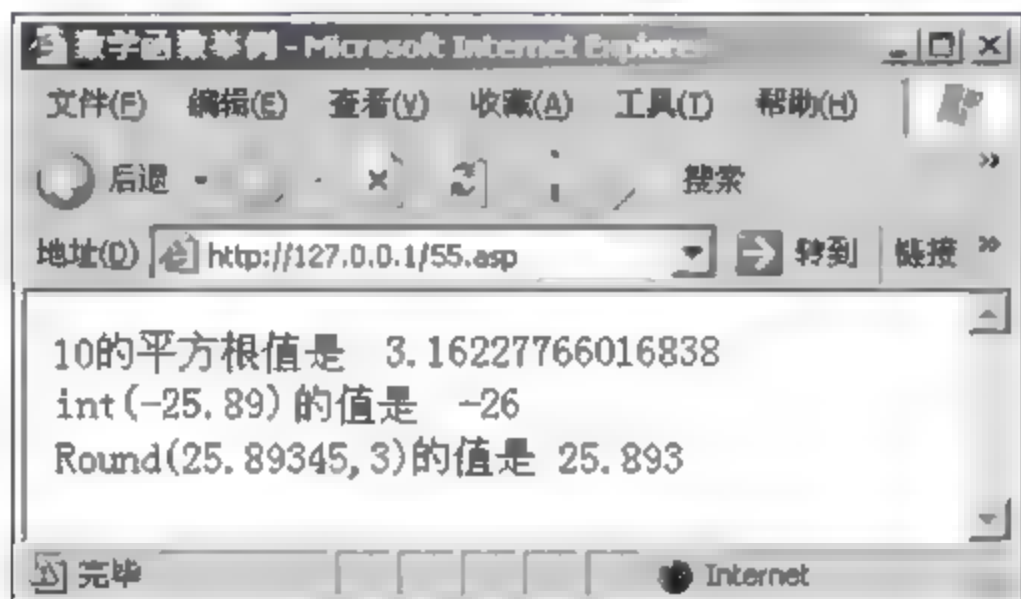 数学函数举例 - Microsoft Internet Explorer
文件(F) 编辑(E) 查看(V) 收藏(A) 工具(T) 帮助(H)
后退 搜索 »
地址(D) http://127.0.0.1/55.asp 转到 链接 »
10的平方根值是 3.16227766016838
int(-25.89)的值是 -26
Round(25.89345,3)的值是 25.893
完毕 Internet